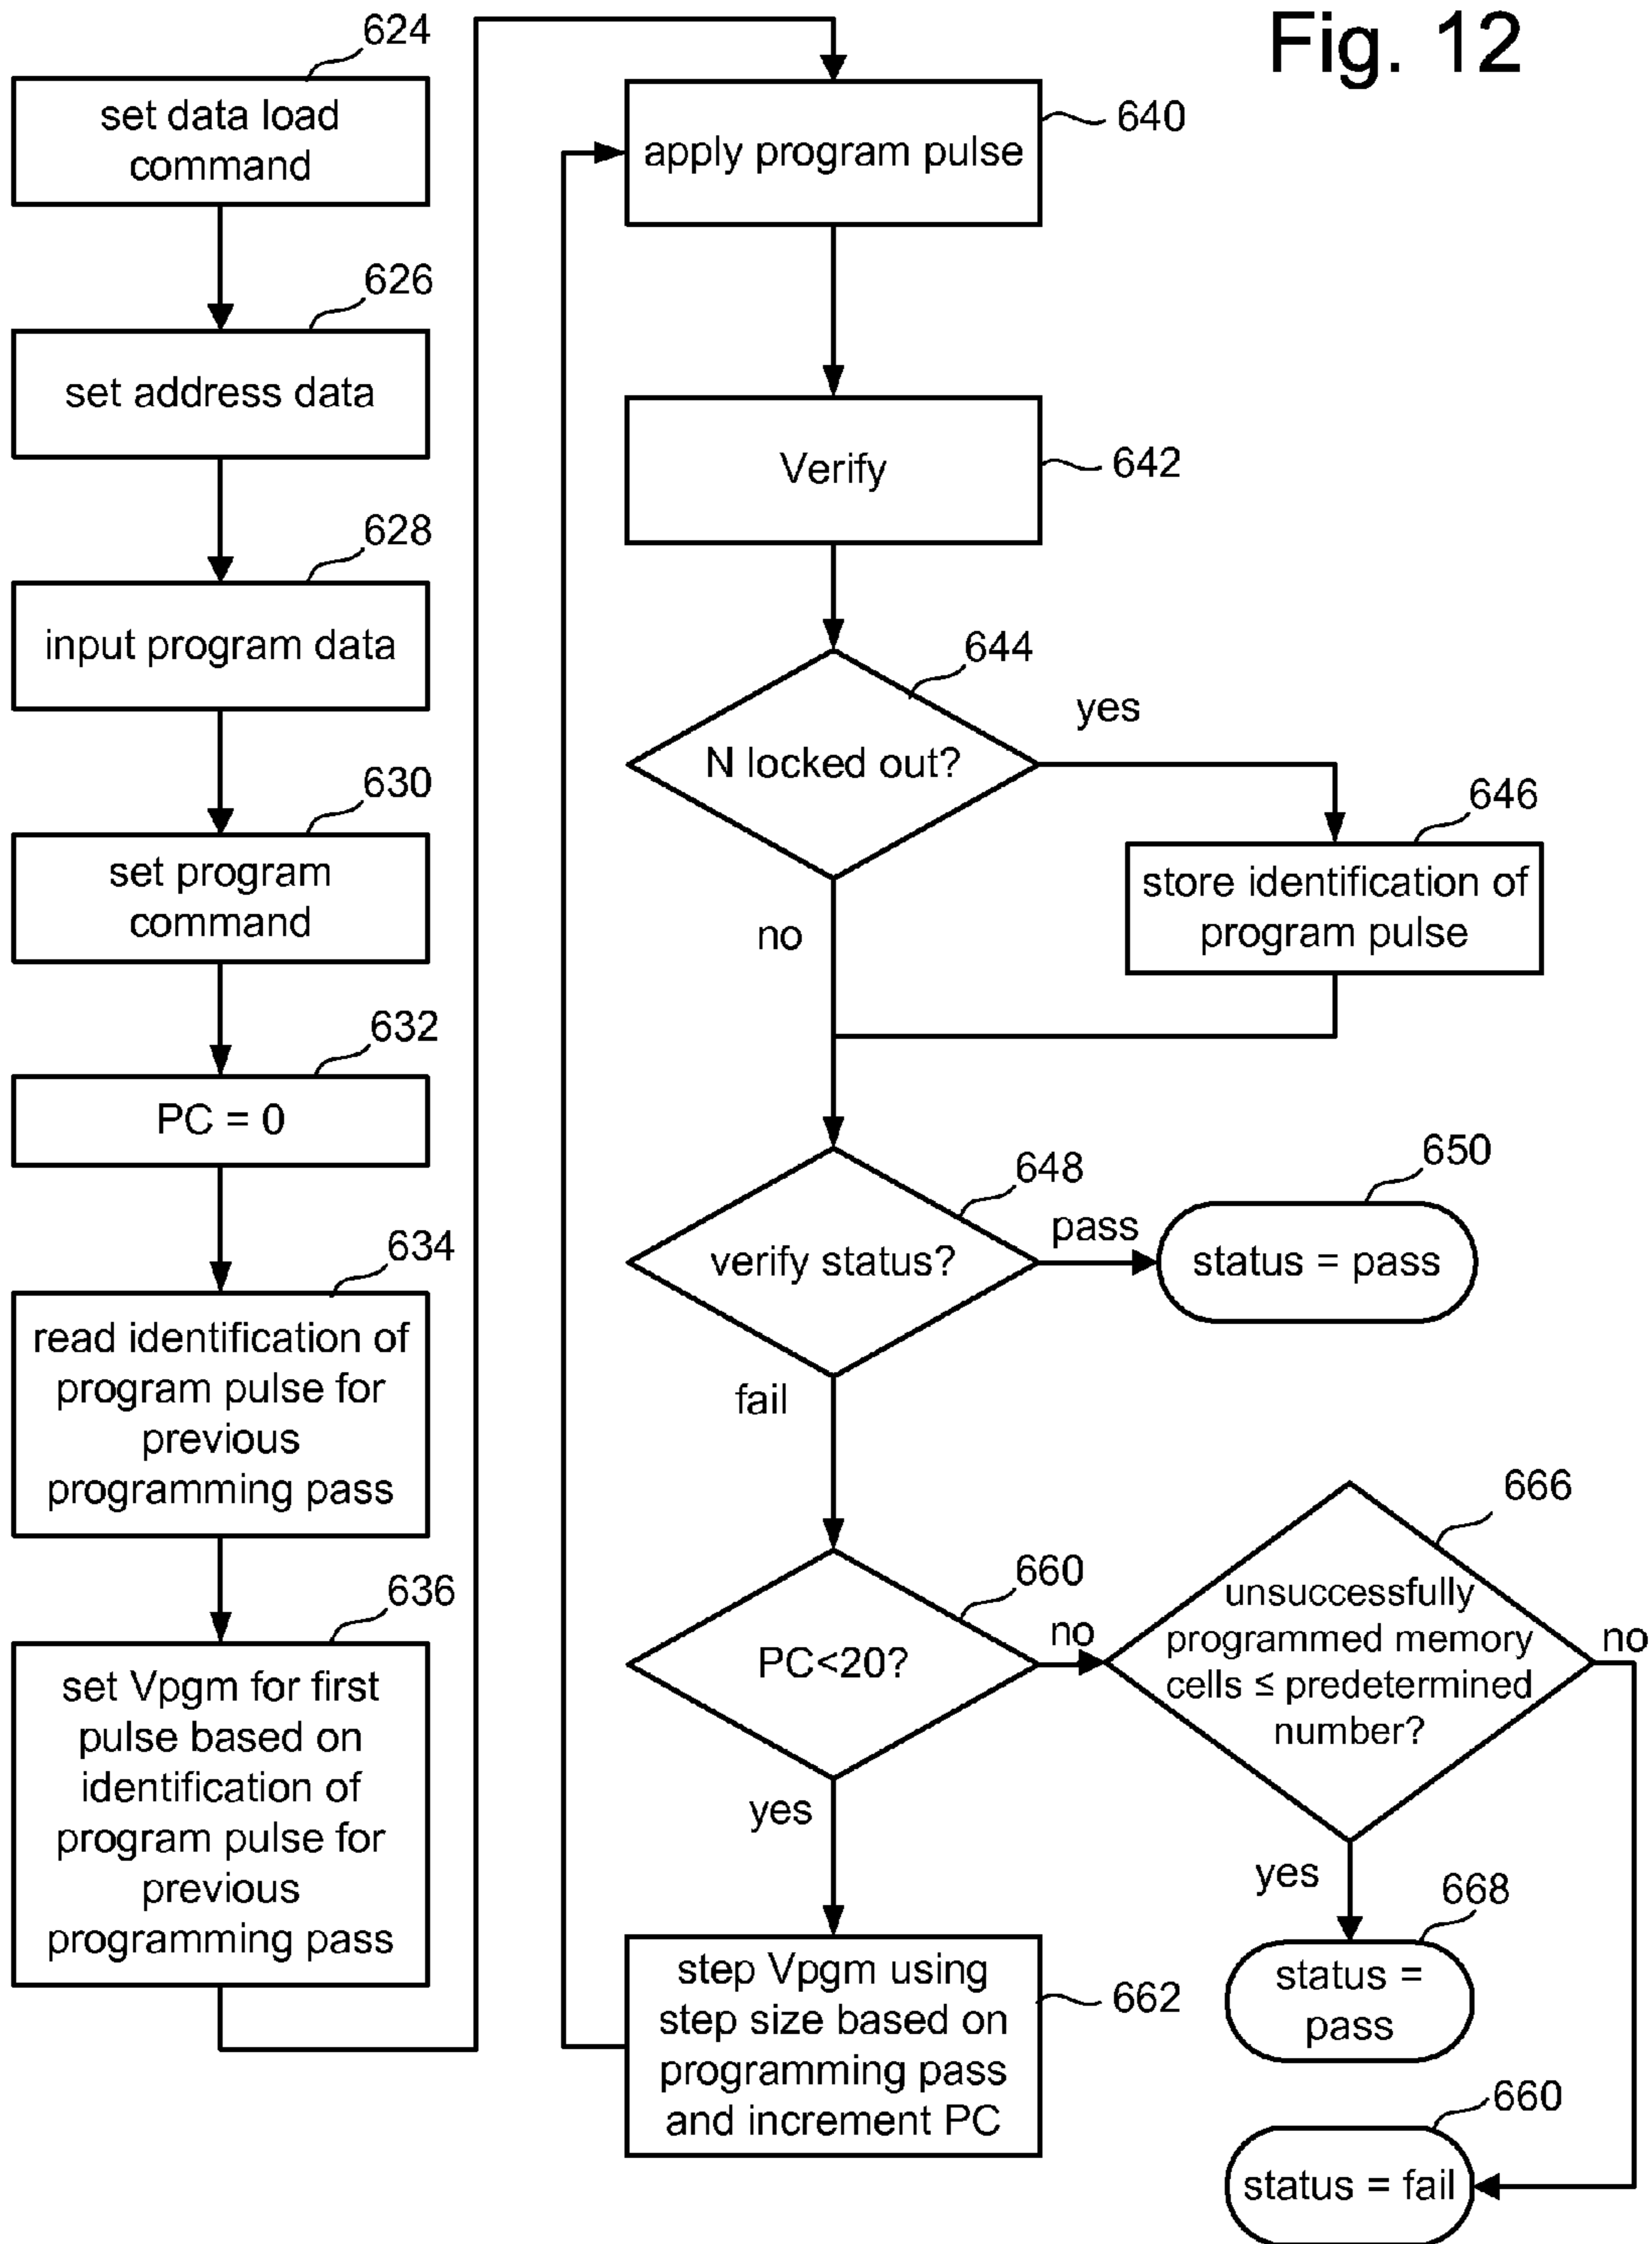 Fig. 12
624
set data load
command
626
set address data
628
input program data
630
set program
command
632
PC = 0
634
read identification of
program pulse for
previous
programming pass
636
set Vpgm for first
pulse based on
identification of
program pulse for
previous
programming pass
640
apply program pulse
642
Verify
644
N locked out?
yes
no
646
store identification of
program pulse
648
verify status?
pass
fail
650
status = pass
660
PC<20?
no
yes
666
unsuccessfully
programmed memory
cells ≤ predetermined
number?
no
yes
662
step Vpgm using
step size based on
programming pass
and increment PC
668
status =
pass
660
status = fail